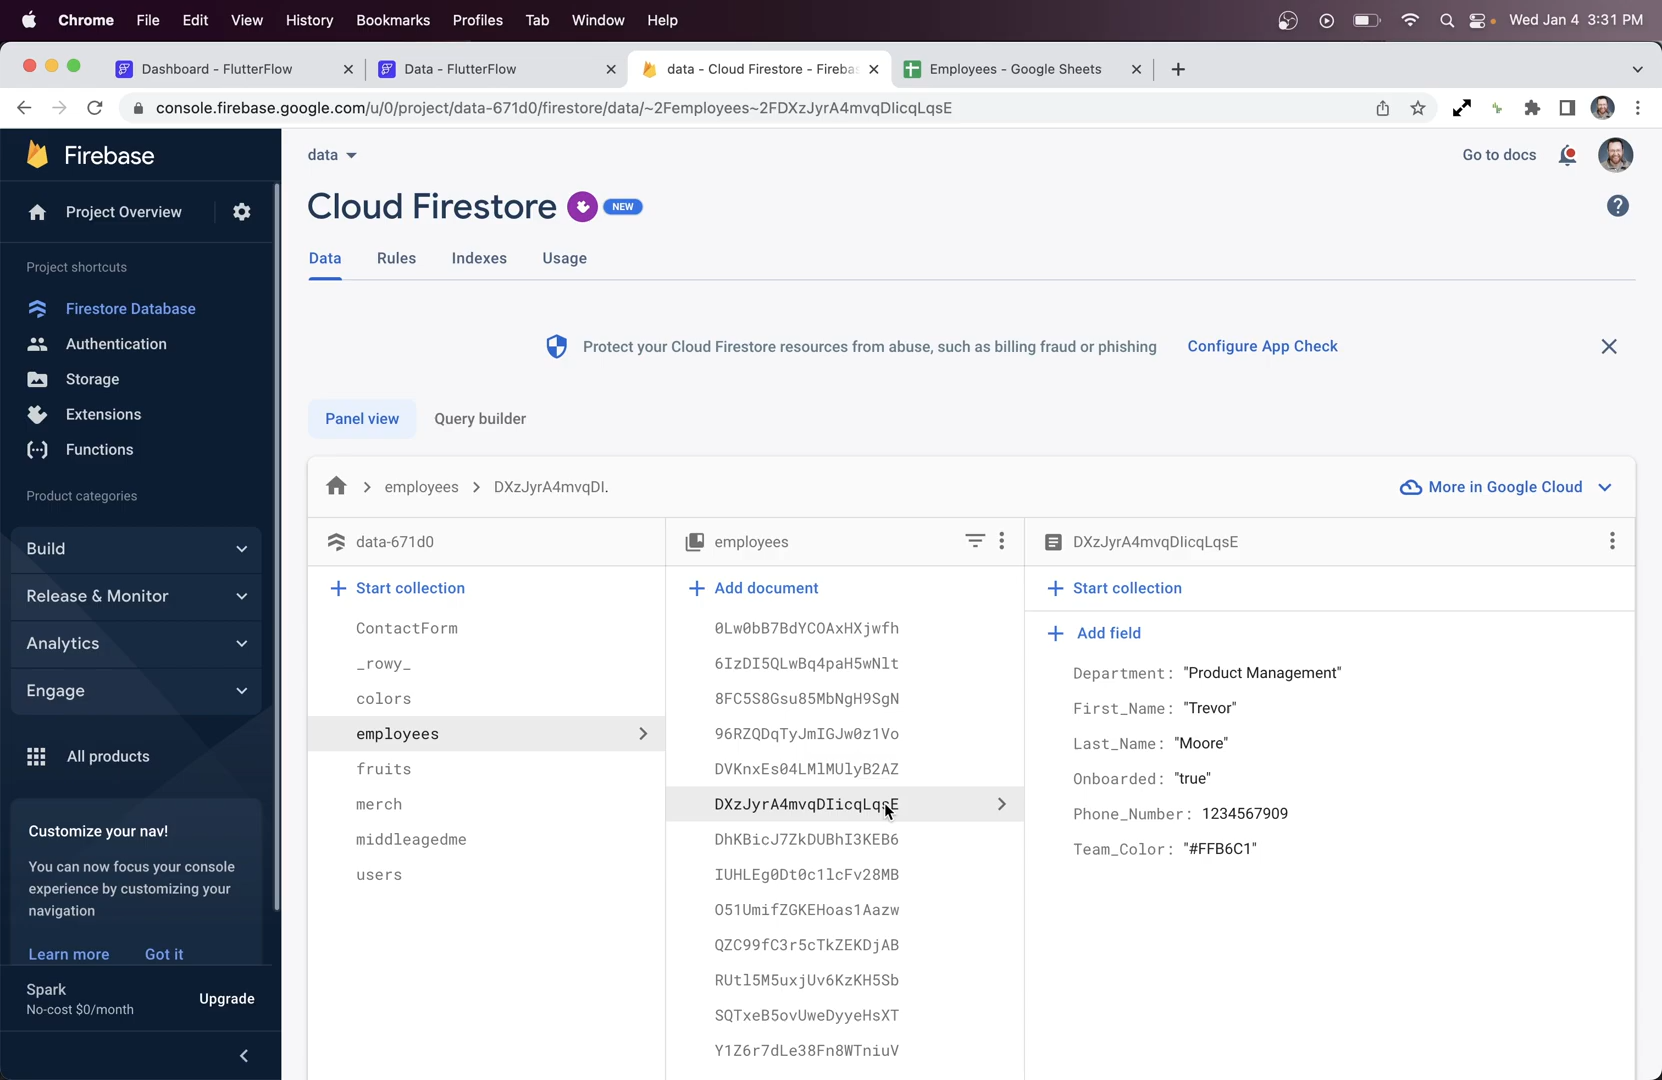 Chrome File Edit View History Bookmarks Profiles Tab Window Help Wed Jan 4 3:31 PM
Dashboard - FlutterFlow Data - FlutterFlow data - Cloud Firestore - Fireba Employees - Google Sheets
console.firebase.google.com/u/0/project/data-671d0/firestore/data/~2Femployees~2FDXzJyrA4mvqDIicqLqsE
Firebase
Project Overview
Project shortcuts
Firestore Database
Authentication
Storage
Extensions
Functions
Product categories
Build
Release & Monitor
Analytics
Engage
All products
Customize your nav!
You can now focus your console
experience by customizing your
navigation
Learn more Got it
Spark
No-cost $0/month
Upgrade
data
Go to docs
Cloud Firestore NEW
Data Rules Indexes Usage
Protect your Cloud Firestore resources from abuse, such as billing fraud or phishing Configure App Check
Panel view Query builder
employees DXzJyrA4mvqDI.
More in Google Cloud
data-671d0
Start collection
ContactForm
_rowy_
colors
employees
fruits
merch
middleagedme
users
employees
Add document
0Lw0bB7BdYCOAxHXjwfh
6IzDI5QLwBq4paH5wNlt
8FC5S8Gsu85MbNgH9SgN
96RZQDqTyJmIGJw0z1Vo
DVKnxEs04LMlMUlyB2AZ
DXzJyrA4mvqDIicqLqsE
DhKBicJ7ZkDUBhI3KEB6
IUHLEg0Dt0c1lcFv28MB
O51UmifZGKEHoas1Aazw
QZC99fC3r5cTkZEKDjAB
RUtl5M5uxjUv6KzKH5Sb
SQTxeB5ovUweDyyeHsXT
Y1Z6r7dLe38Fn8WTniuV
DXzJyrA4mvqDIicqLqsE
Start collection
Add field
Department: "Product Management"
First_Name: "Trevor"
Last_Name: "Moore"
Onboarded: "true"
Phone_Number: 1234567909
Team_Color: "#FFB6C1"